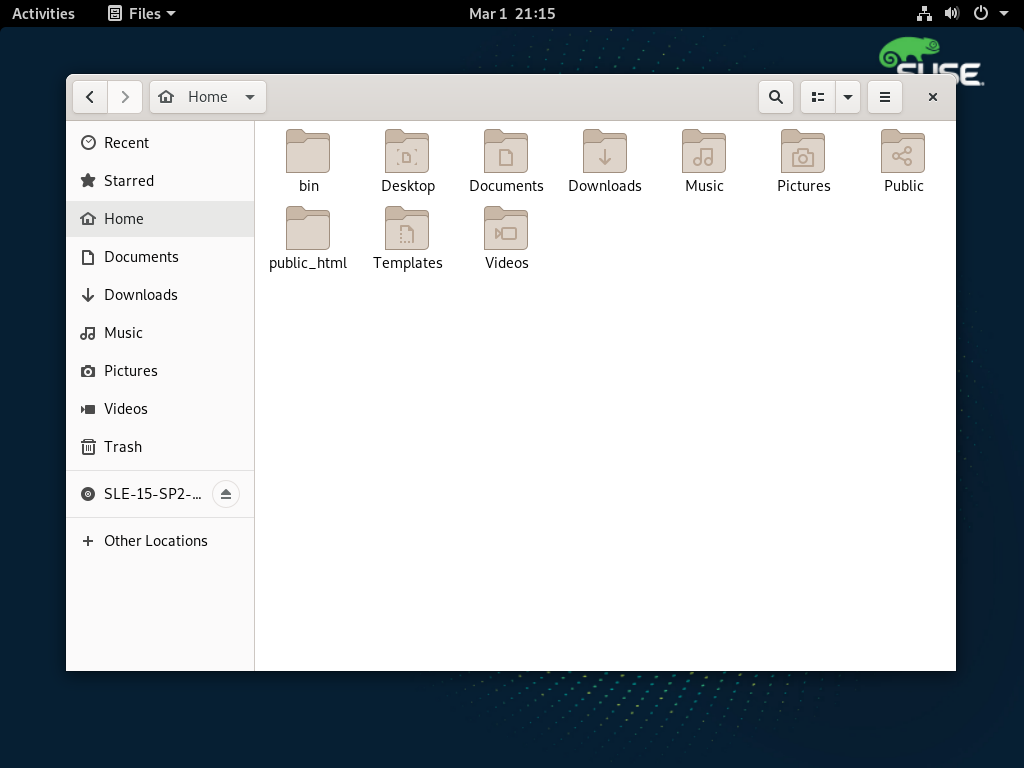 Activities Files Mar 1 21:15
SUSE
Home
Recent
Starred
Home
Documents
Downloads
Music
Pictures
Videos
Trash
SLE-15-SP2-...
Other Locations
bin Desktop Documents Downloads Music Pictures Public
public_html Templates Videos